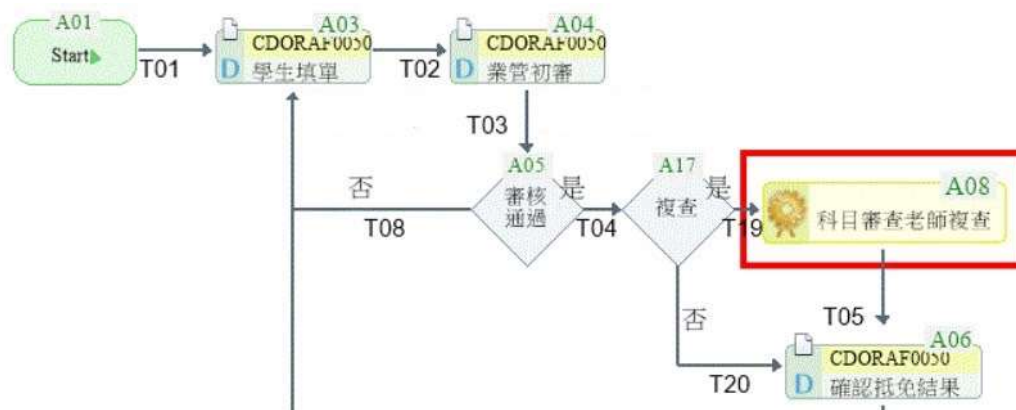 A01
Start
T01
A03
CDORAF0050
學生填單
T02
A04
CDORAF0050
業管初審
T03
A05
審核
通過
否
T08
是
T04
A17
複查
是
T19
A08
科目審查老師複查
T05
否
T20
A06
CDORAF0050
確認抵免結果